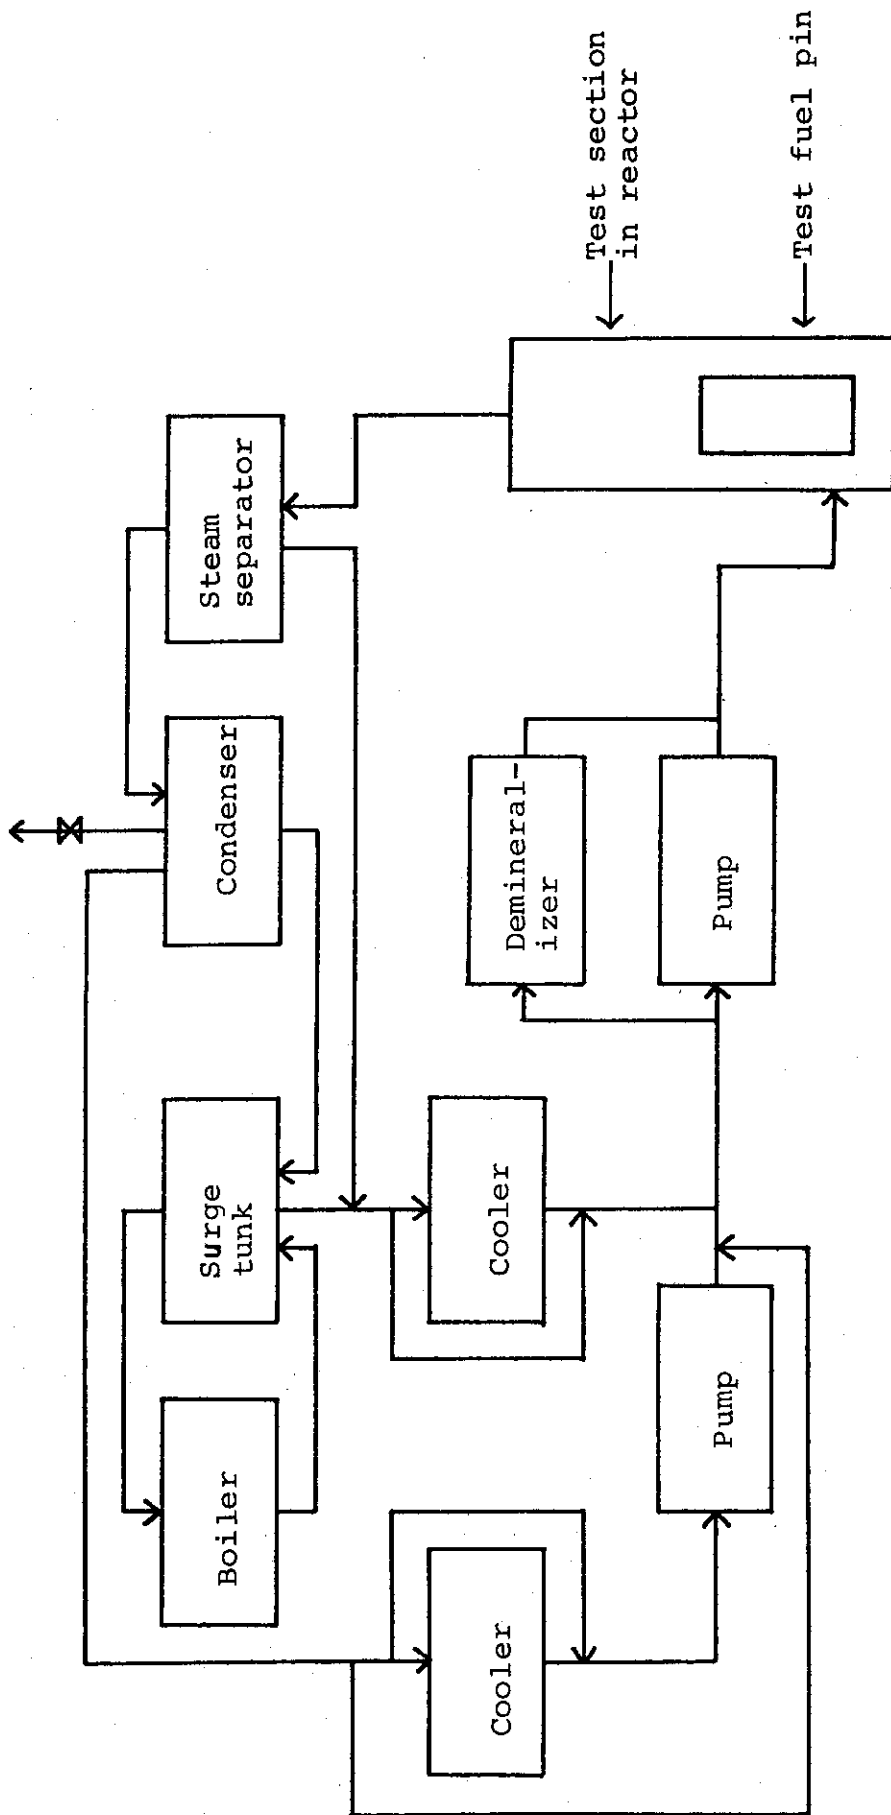 Test section
in reactor
Test fuel pin
Steam
separator
Condenser
Demineral-
izer
Pump
Surge
tunk
Cooler
Boiler
Pump
Cooler